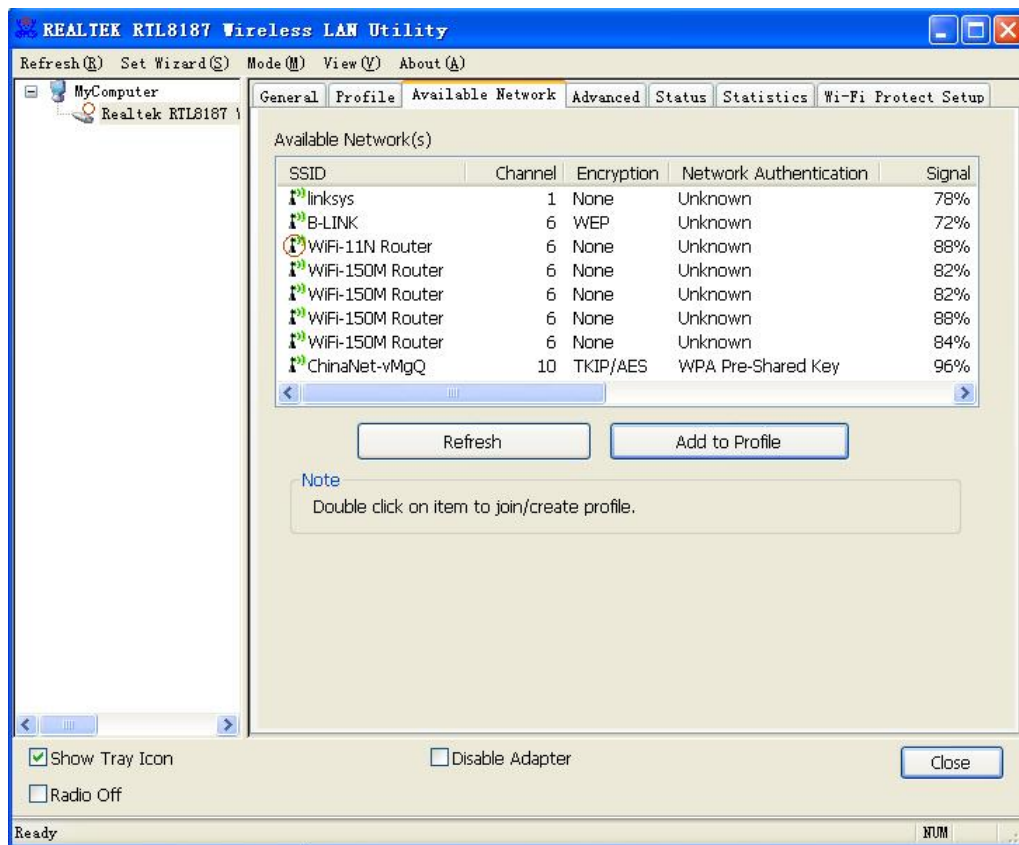 REALTEK RTL8187 Wireless LAN Utility
Refresh(R) Set Wizard(S) Mode(M) View(V) About(A)
MyComputer
Realtek RTL8187
General Profile Available Network Advanced Status Statistics Wi-Fi Protect Setup
Available Network(s)
SSID Channel Encryption Network Authentication Signal
linksys 1 None Unknown 78%
B-LINK 6 WEP Unknown 72%
WiFi-11N Router 6 None Unknown 88%
WiFi-150M Router 6 None Unknown 82%
WiFi-150M Router 6 None Unknown 82%
WiFi-150M Router 6 None Unknown 88%
WiFi-150M Router 6 None Unknown 84%
ChinaNet-vMgQ 10 TKIP/AES WPA Pre-Shared Key 96%
Refresh Add to Profile
Note
Double click on item to join/create profile.
Show Tray Icon Disable Adapter Close
Radio Off
Ready NUM